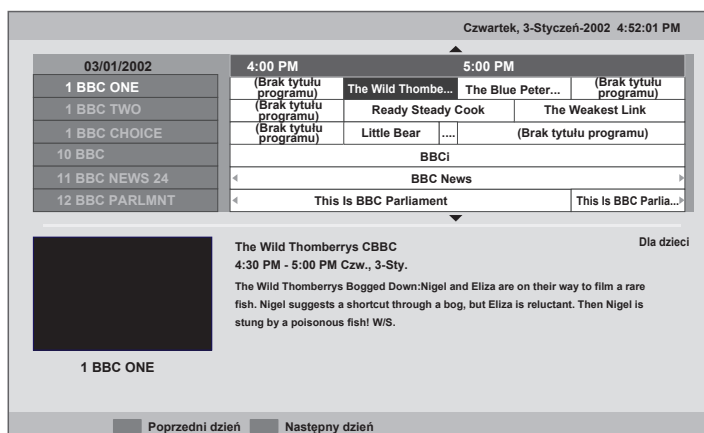 Czwartek, 3-Styczeń-2002 4:52:01 PM
03/01/2002 4:00 PM 5:00 PM
1 BBC ONE (Brak tytułu programu) The Wild Thombe... The Blue Peter... (Brak tytułu programu)
1 BBC TWO (Brak tytułu programu) Ready Steady Cook The Weakest Link
1 BBC CHOICE (Brak tytułu programu) Little Bear .... (Brak tytułu programu)
10 BBC BBCi
11 BBC NEWS 24 BBC News
12 BBC PARLMNT This Is BBC Parliament This Is BBC Parlia...
The Wild Thomberrys CBBC Dla dzieci
4:30 PM - 5:00 PM Czw., 3-Sty.
The Wild Thomberrys Bogged Down:Nigel and Eliza are on their way to film a rare
fish. Nigel suggests a shortcut through a bog, but Eliza is reluctant. Then Nigel is
stung by a poisonous fish! W/S.
1 BBC ONE
Poprzedni dzień Następny dzień